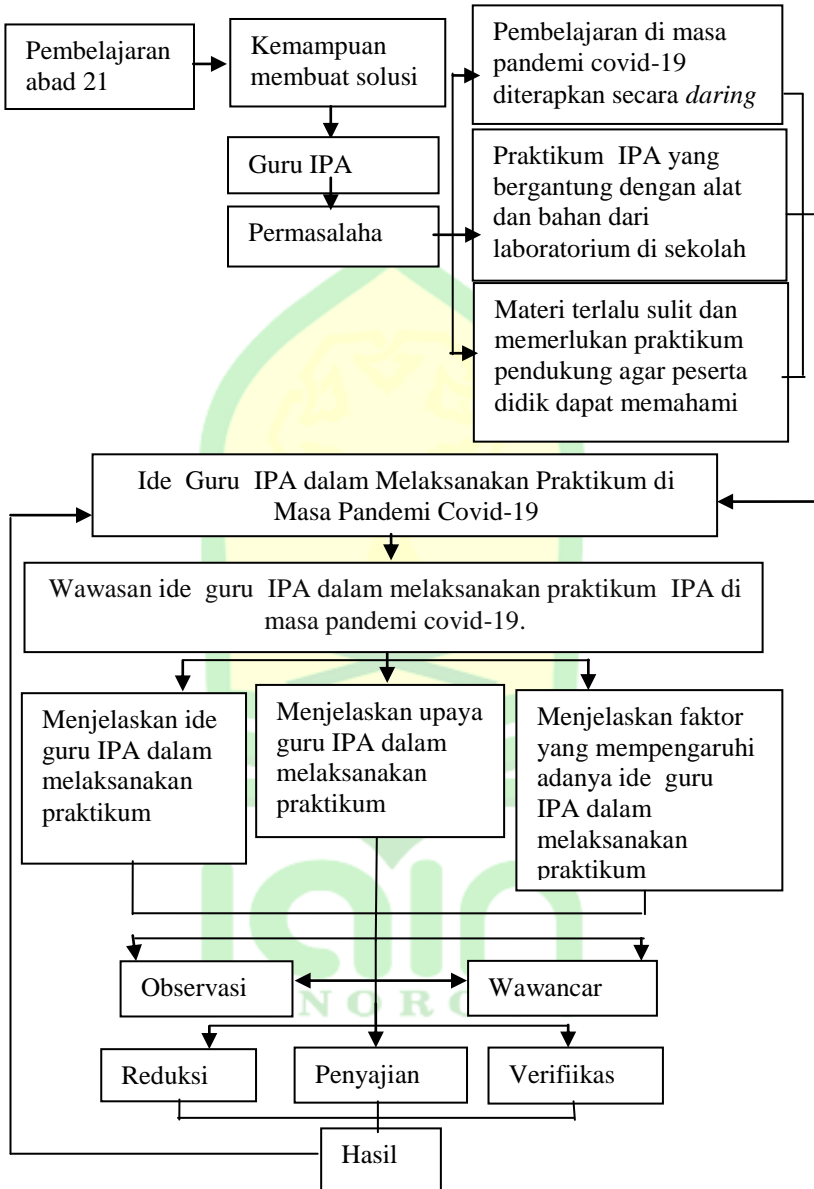 Pembelajaran
abad 21
Kemampuan
membuat solusi
Pembelajaran di masa
pandemi covid-19
diterapkan secara daring
Guru IPA
Permasalaha
Praktikum IPA yang
bergantung dengan alat
dan bahan dari
laboratorium di sekolah
Materi terlalu sulit dan
memerlukan praktikum
pendukung agar peserta
didik dapat memahami
Ide Guru IPA dalam Melaksanakan Praktikum di
Masa Pandemi Covid-19
Wawasan ide guru IPA dalam melaksanakan praktikum IPA di
masa pandemi covid-19.
Menjelaskan ide
guru IPA dalam
melaksanakan
praktikum
Menjelaskan upaya
guru IPA dalam
melaksanakan
praktikum
Menjelaskan faktor
yang mempengaruhi
adanya ide guru
IPA dalam
melaksanakan
praktikum
iain
Observasi
Wawancar
NORO
Reduksi
Penyajian
Verifiikas
Hasil